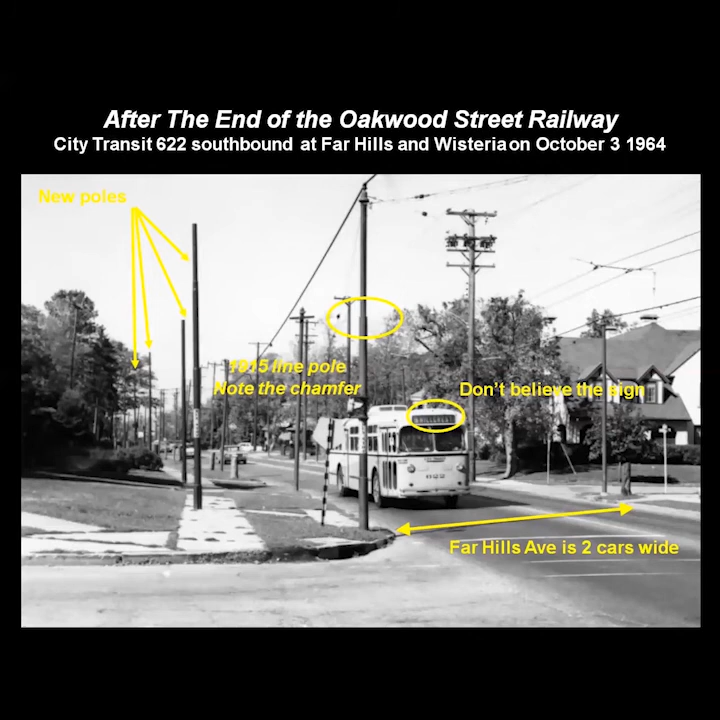 After The End of the Oakwood Street Railway
City Transit 622 southbound at Far Hills and Wisteria on October 3 1964
New poles
1915 line pole
Note the chamfer
Don't believe the sign
622
Far Hills Ave is 2 cars wide